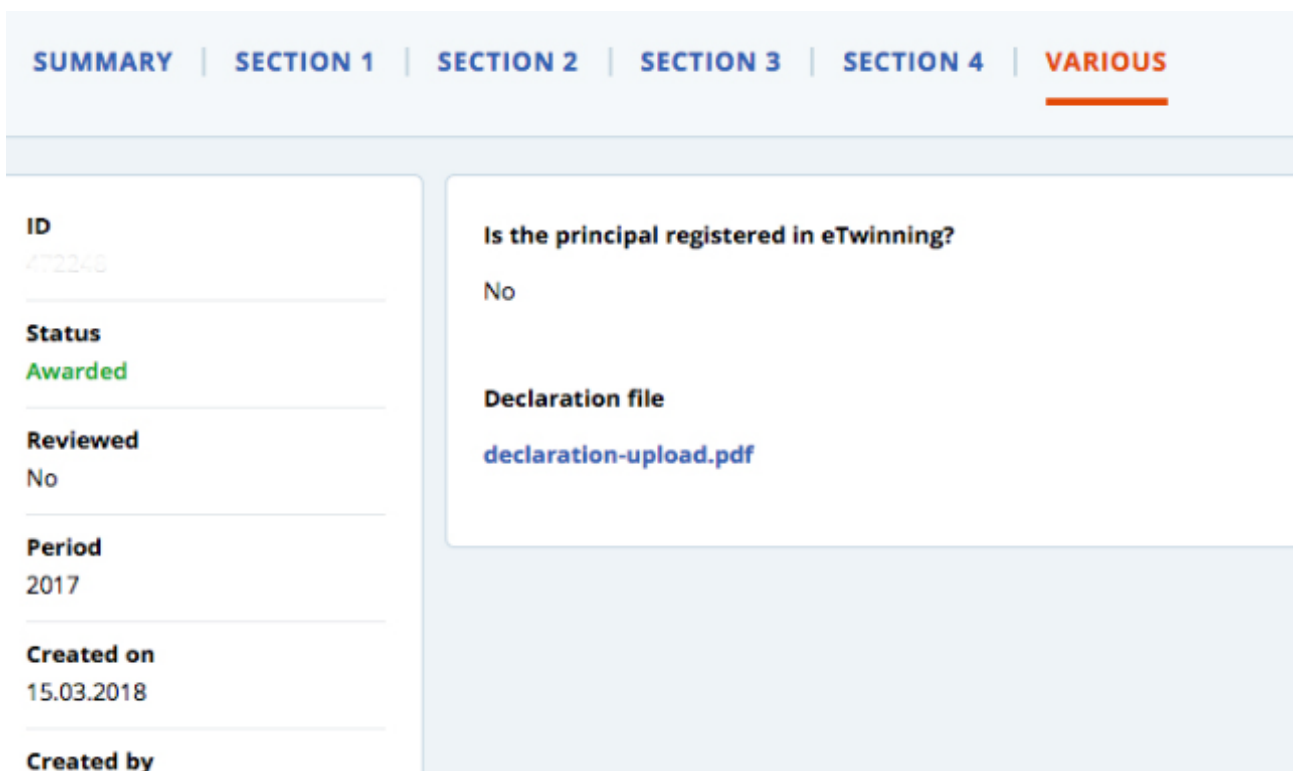 SUMMARY | SECTION 1 | SECTION 2 | SECTION 3 | SECTION 4 | VARIOUS
ID
472248
Status
Awarded
Reviewed
No
Period
2017
Created on
15.03.2018
Created by
Is the principal registered in eTwinning?
No
Declaration file
declaration-upload.pdf